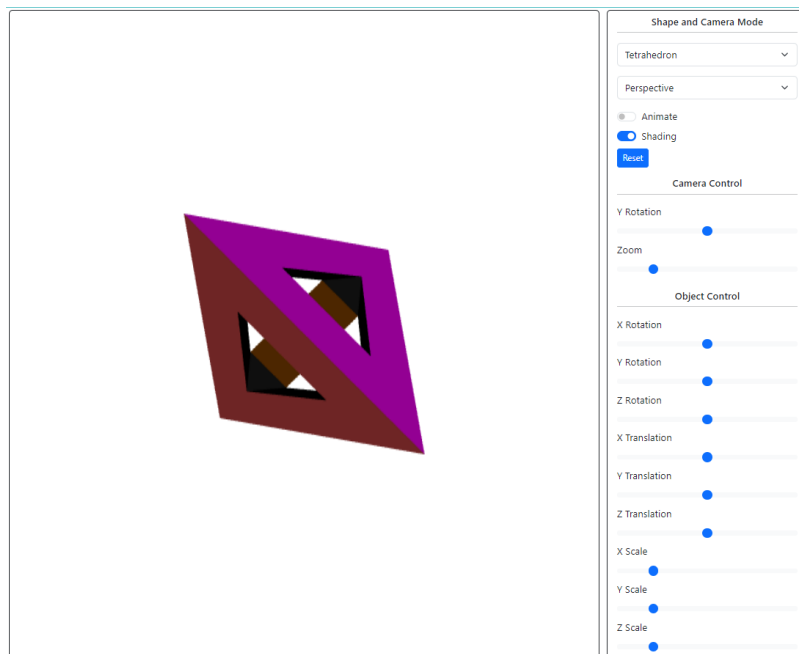 Shape and Camera Mode
Tetrahedron
Perspective
Animate
Shading
Reset
Camera Control
Y Rotation
Zoom
Object Control
X Rotation
Y Rotation
Z Rotation
X Translation
Y Translation
Z Translation
X Scale
Y Scale
Z Scale